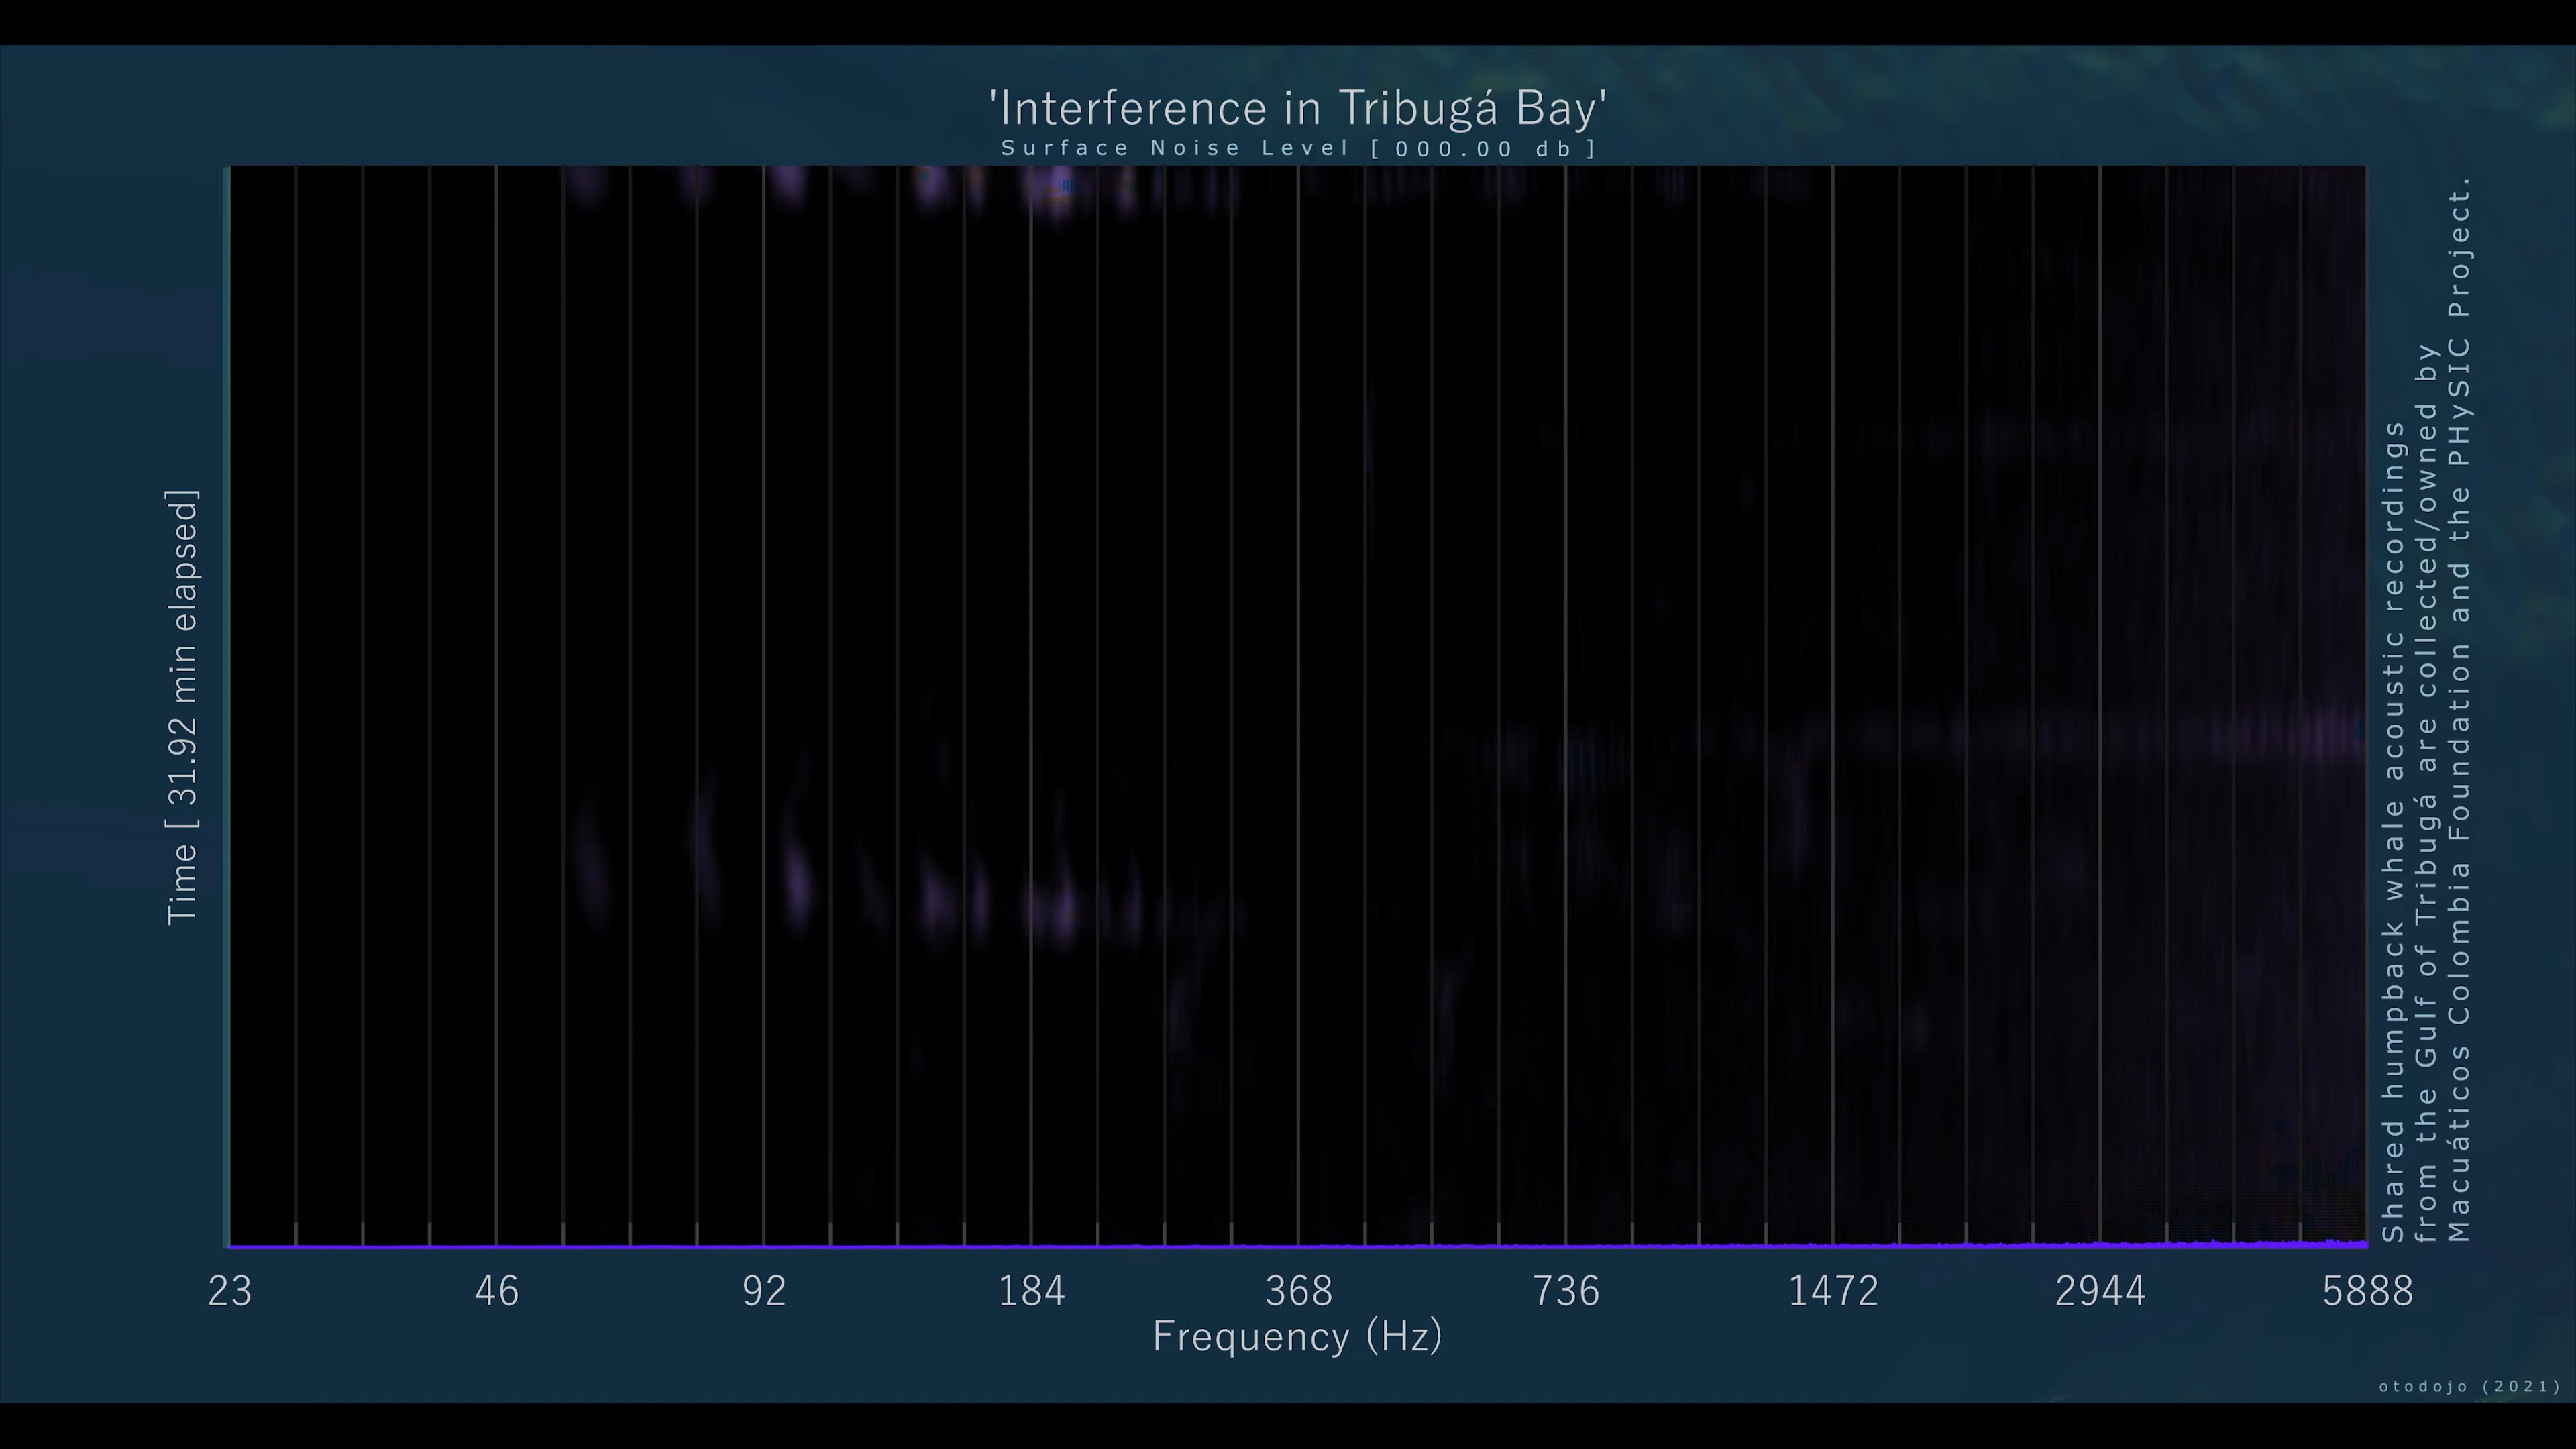 'Interference in Tribugá Bay'
Surface Noise Level [ 000.00 db ]
Time [ 31.92 min elapsed]
Shared humpback whale acoustic recordings
from the Gulf of Tribugá are collected/owned by
Macuáticos Colombia Foundation and the PHySIC Project.
23 46 92 184 368 736 1472 2944 5888
Frequency (Hz)
otodojo (2021)